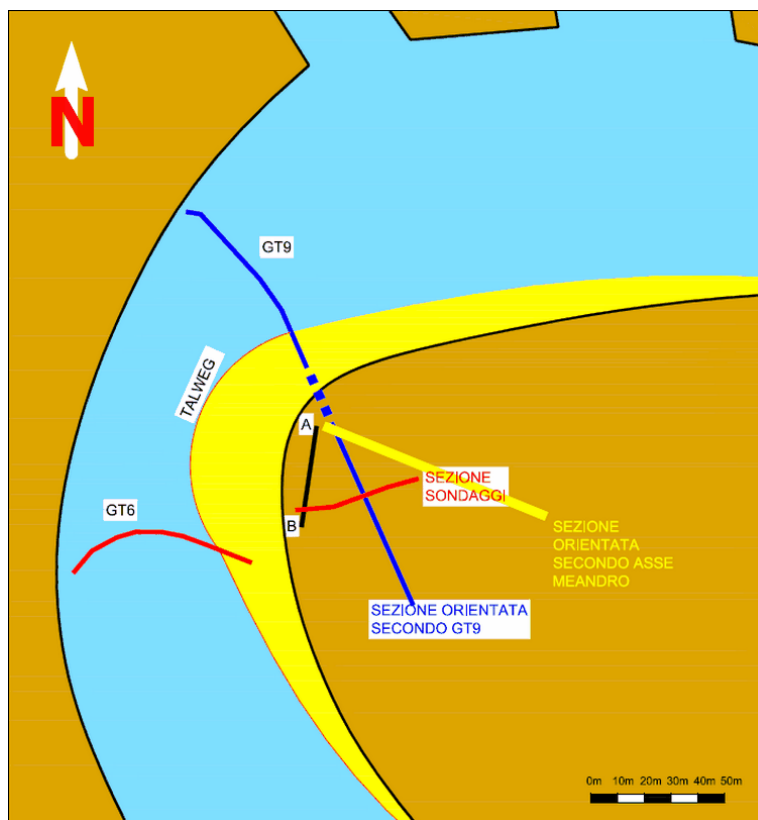 N
GT9
TALWEG
A
SEZIONE
SONDAGGI
GT6
B
SEZIONE
ORIENTATA
SECONDO ASSE
MEANDRO
SEZIONE ORIENTATA
SECONDO GT9
0m 10m 20m 30m 40m 50m